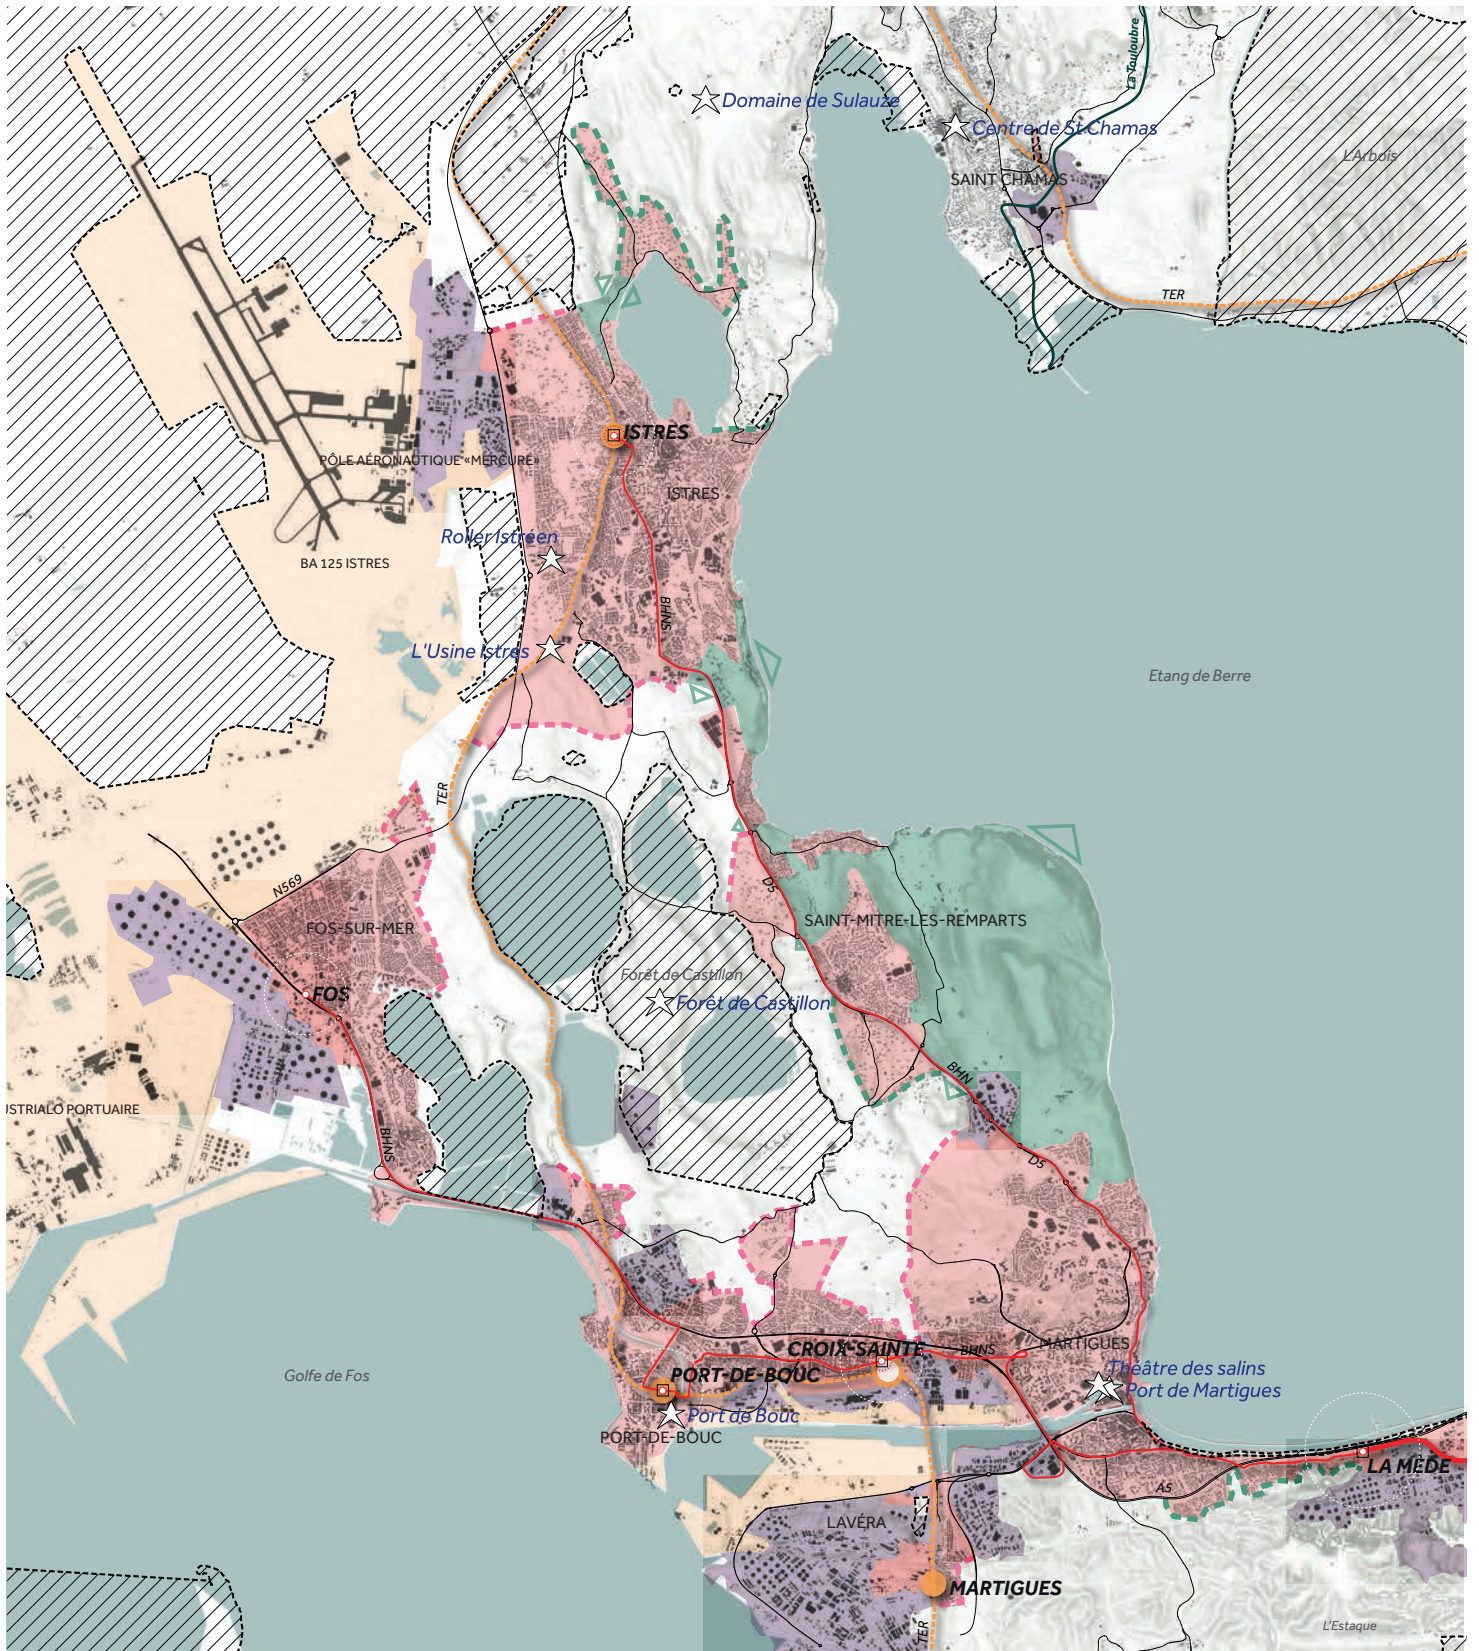 La Touloubre
Domaine de Sulauze
Centre de St Chamas
L'Arbois
SAINT CHAMAS
TER
ISTRES
PÔLE AÉRONAUTIQUE «MERCURE»
ISTRES
Roller Istréen
BA 125 ISTRES
BHNS
L'Usine Istres
Etang de Berre
TER
N569
D5
FOS-SUR-MER
SAINT-MITRE-LES-REMPARTS
Forêt de Castillon
FOS
Forêt de Castillon
BHN
USTRIALO PORTUAIRE
BHNS
D5
CROIX-SAINTE
BHNS
MARTIGUES
Golfe de Fos
PORT-DE-BOUC
Théâtre des salins
Port de Martigues
Port de Bouc
PORT-DE-BOUC
LA MÈDE
A5
LAVÉRA
MARTIGUES
TER
L'Estaque